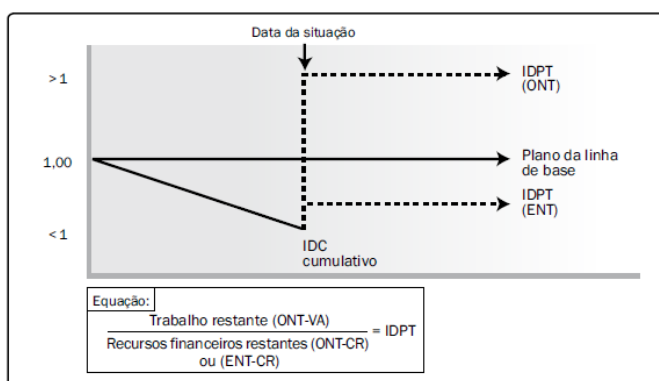 Data da situação
> 1
IDPT
(ONT)
1,00
Plano da linha
de base
IDPT
(ENT)
< 1
IDC
cumulativo
Equação:
Trabalho restante (ONT-VA)
= IDPT
Recursos financeiros restantes (ONT-CR)
ou (ENT-CR)